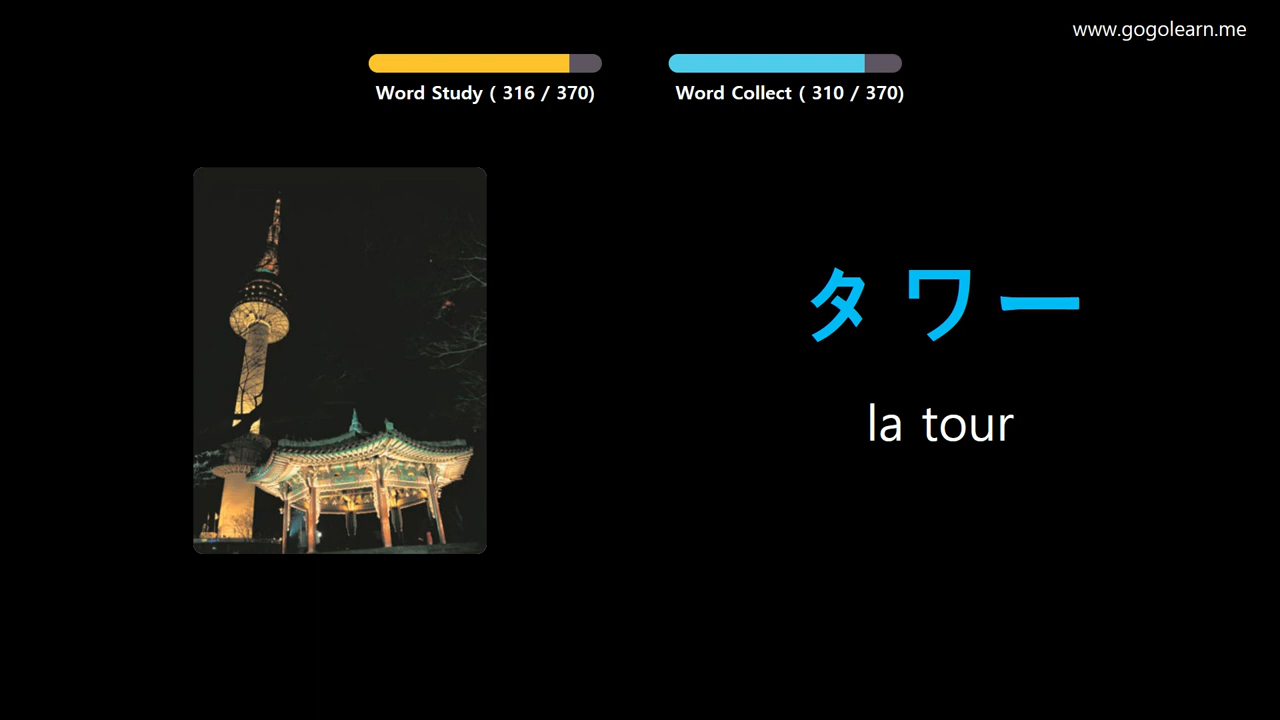 www.gogolearn.me
Word Study ( 316 / 370)
Word Collect ( 310 / 370)
タワー
la tour